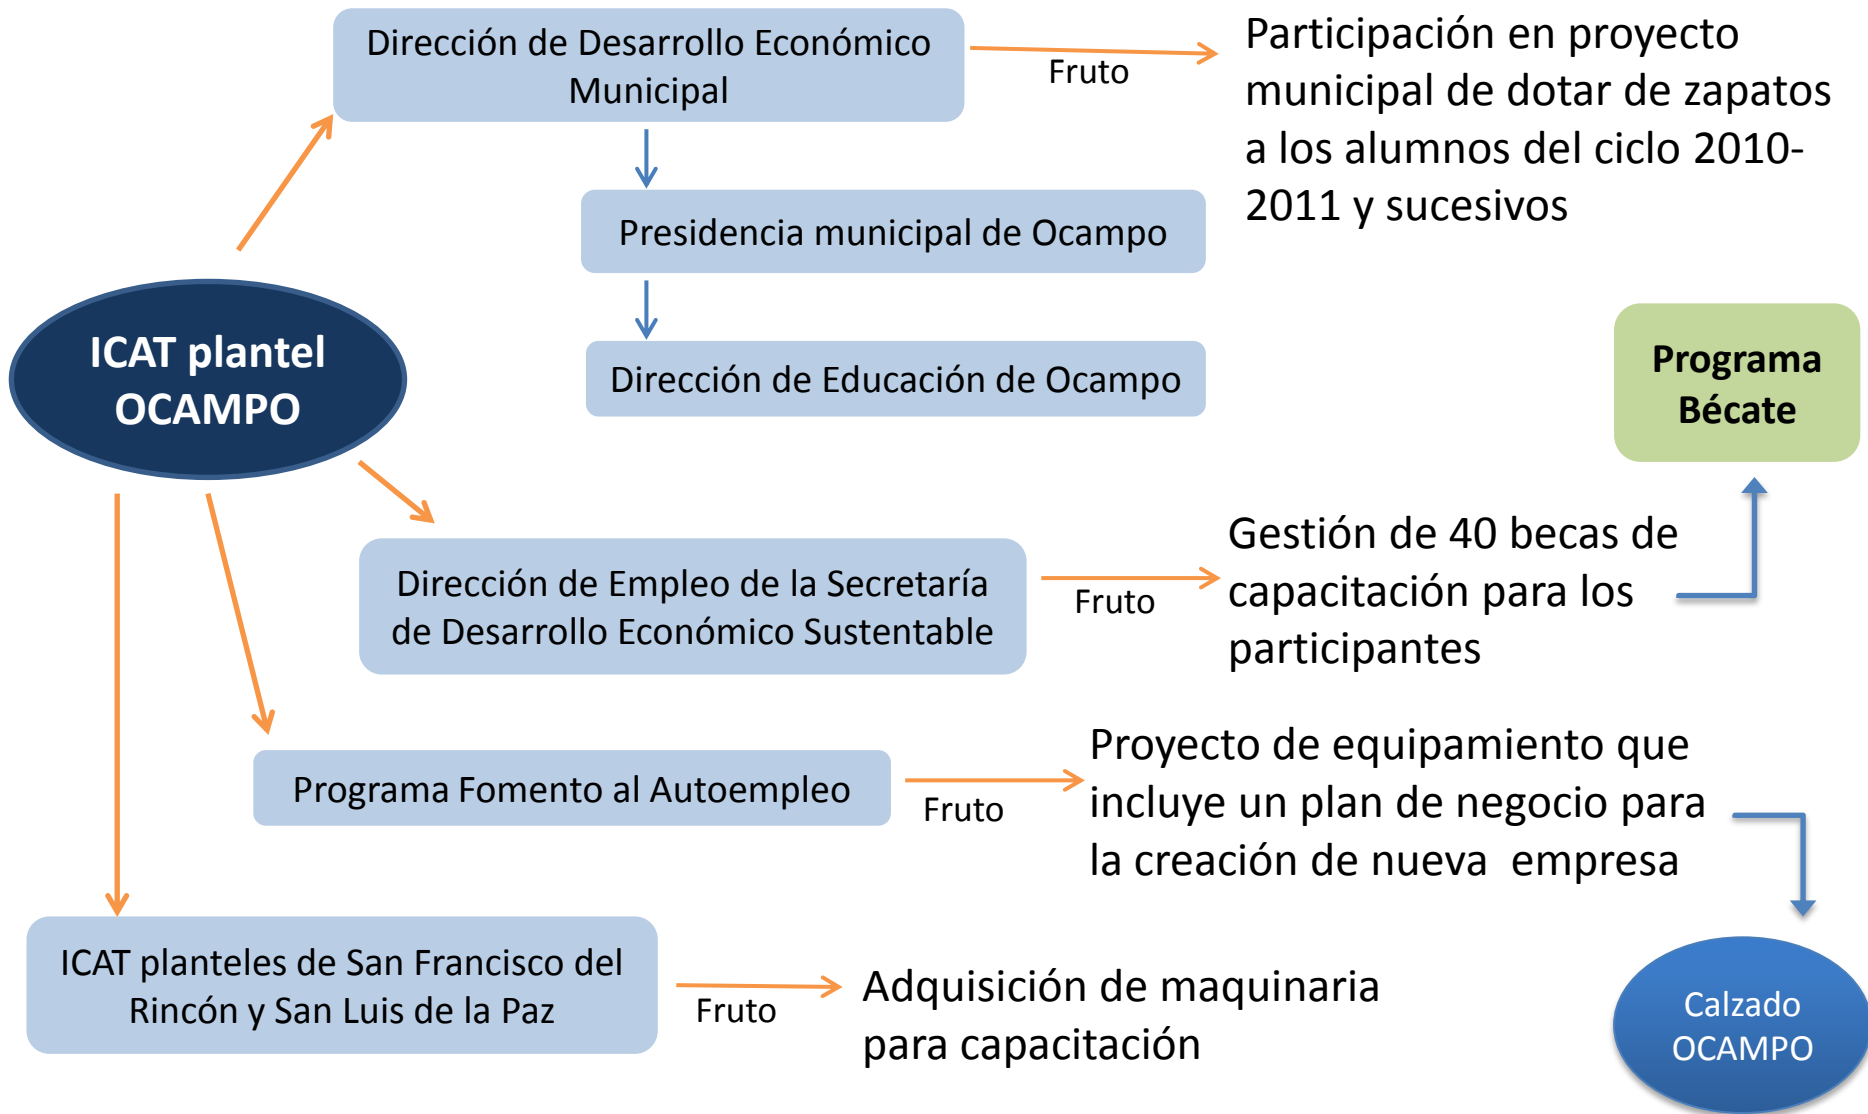 Dirección de Desarrollo Económico
Municipal
Fruto
Participación en proyecto
municipal de dotar de zapatos
a los alumnos del ciclo 2010-
2011 y sucesivos
Presidencia municipal de Ocampo
Dirección de Educación de Ocampo
ICAT plantel
OCAMPO
Programa
Bécate
Dirección de Empleo de la Secretaría
de Desarrollo Económico Sustentable
Fruto
Gestión de 40 becas de
capacitación para los
participantes
Programa Fomento al Autoempleo
Fruto
Proyecto de equipamiento que
incluye un plan de negocio para
la creación de nueva  empresa
ICAT planteles de San Francisco del
Rincón y San Luis de la Paz
Fruto
Adquisición de maquinaria
para capacitación
Calzado
OCAMPO